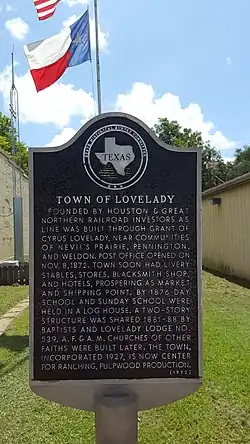 TEXAS
TOWN OF LOVELADY
FOUNDED BY HOUSTON & GREAT
NORTHERN RAILROAD INVESTORS AS
LINE WAS BUILT THROUGH GRANT OF
CYRUS LOVELADY, NEAR COMMUNITIES
OF NEVIL'S PRAIRIE, PENNINGTON,
AND WELDON. POST OFFICE OPENED ON
NOV. 8, 1872. TOWN SOON HAD LIVERY
STABLES, STORES, BLACKSMITH SHOP,
AND HOTELS, PROSPERING AS MARKET
AND SHIPPING POINT. BY 1876 DAY
SCHOOL AND SUNDAY SCHOOL WERE
HELD IN A LOG HOUSE. A TWO-STORY
STRUCTURE WAS SHARED 1881-88 BY
BAPTISTS AND LOVELADY LODGE NO.
539, A. F. & A. M. CHURCHES OF OTHER
FAITHS WERE BUILT LATER. THE TOWN,
INCORPORATED 1927, IS NOW CENTER
FOR RANCHING, PULPWOOD PRODUCTION.
(1972)